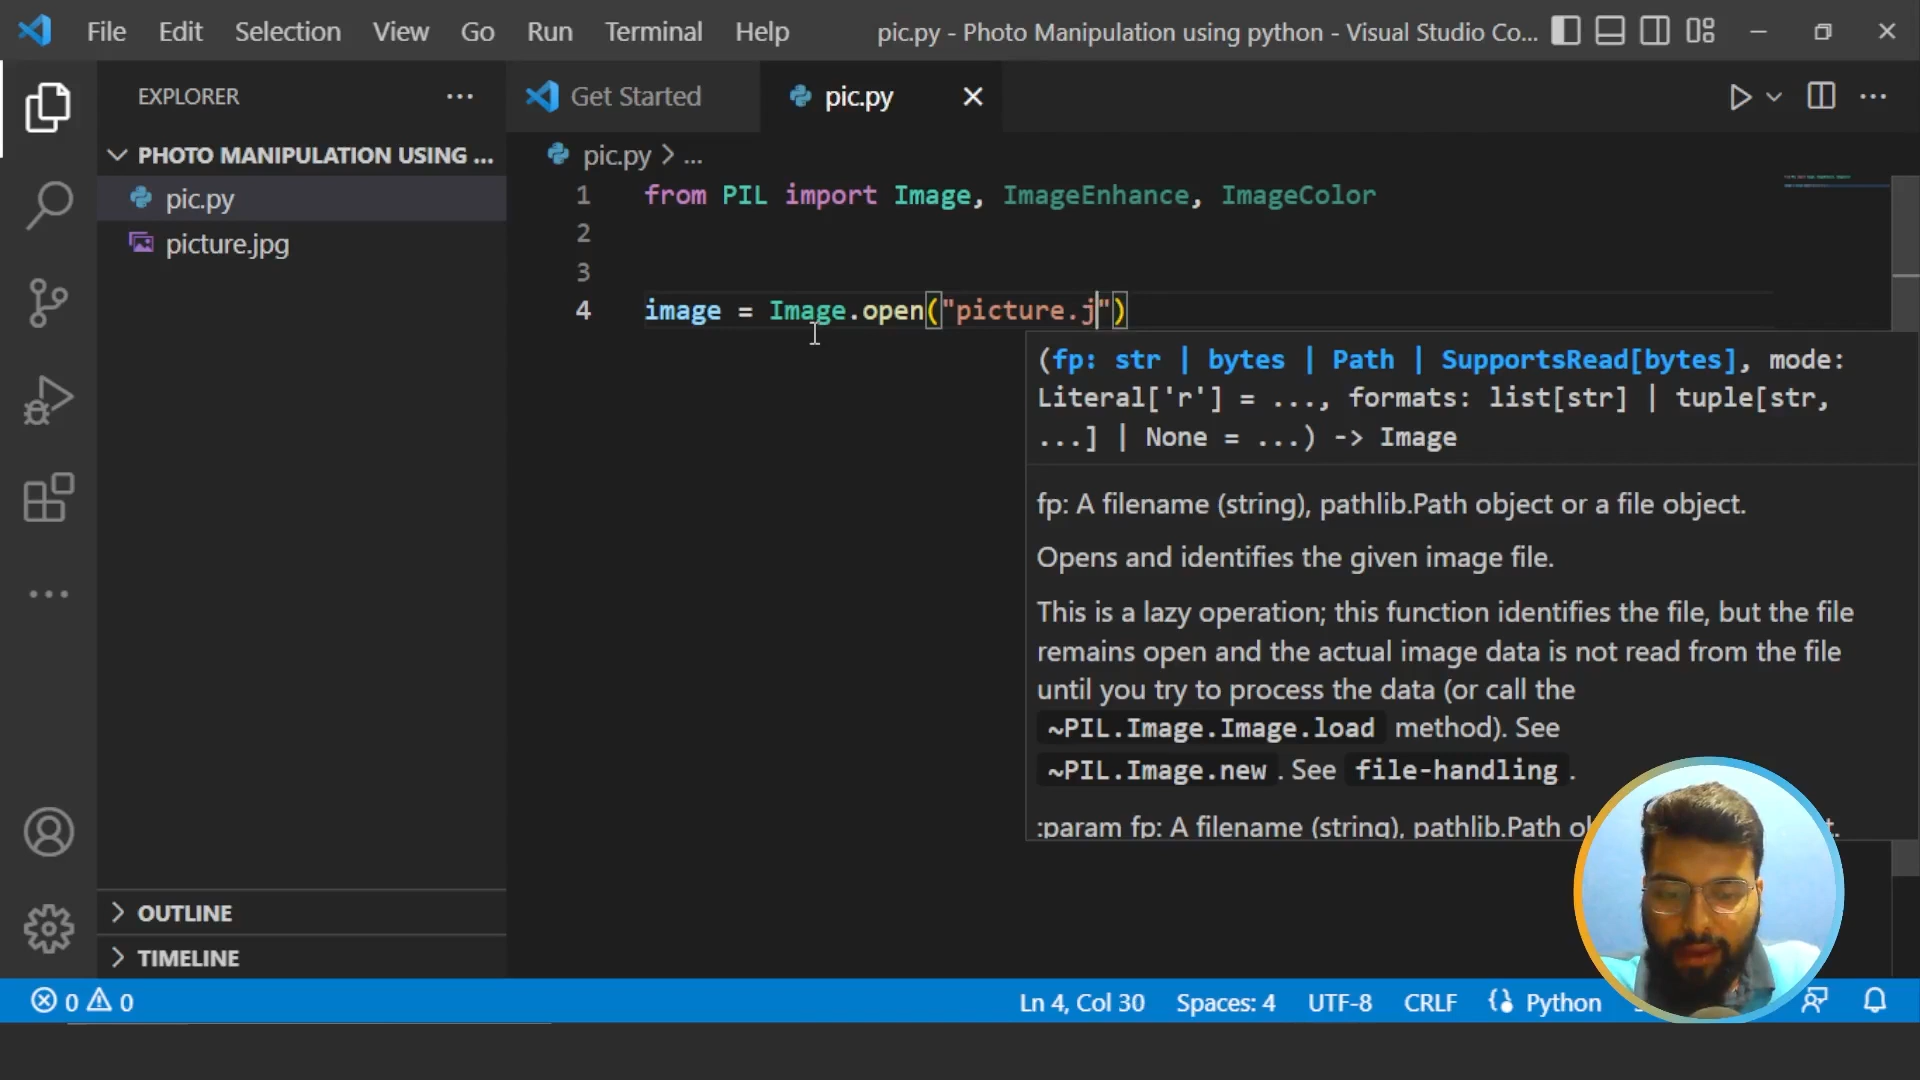 File Edit Selection View Go Run Terminal Help pic.py - Photo Manipulation using python - Visual Studio Co...
EXPLORER ...
Get Started pic.py
PHOTO MANIPULATION USING ...
pic.py
picture.jpg
pic.py > ...
1 from PIL import Image, ImageEnhance, ImageColor
2
3
4 image = Image.open("picture.j")
(fp: str | bytes | Path | SupportsRead[bytes], mode:
Literal['r'] = ..., formats: list[str] | tuple[str,
...] | None = ...) -> Image
fp: A filename (string), pathlib.Path object or a file object.
Opens and identifies the given image file.
This is a lazy operation; this function identifies the file, but the file
remains open and the actual image data is not read from the file
until you try to process the data (or call the
~PIL.Image.Image.load method). See
~PIL.Image.new . See file-handling .
:param fp: A filename (string), pathlib.Path
OUTLINE
TIMELINE
0 0 Ln 4, Col 30 Spaces: 4 UTF-8 CRLF Python